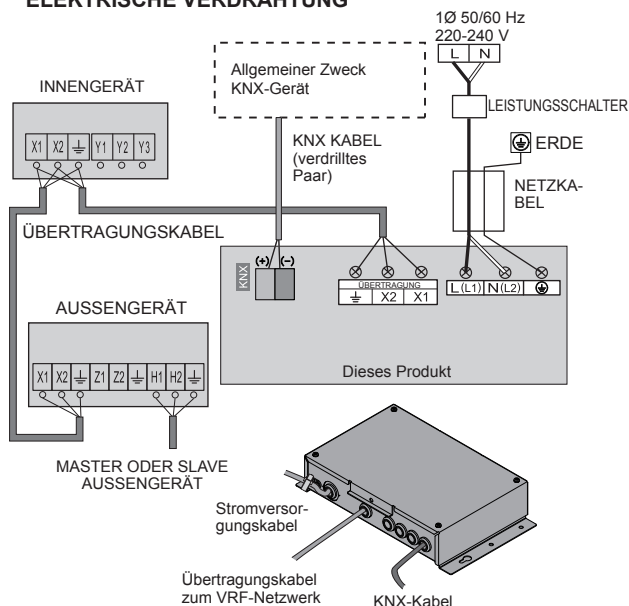 ELEKTRISCHE VERDRAHTUNG
1Ø 50/60 Hz
220-240 V
L N
Allgemeiner Zweck
KNX-Gerät
INNENGERÄT
LEISTUNGSSCHALTER
X1 X2 Y1 Y2 Y3
KNX KABEL
(verdrilltes
Paar)
ERDE
NETZKA-
BEL
ÜBERTRAGUNGSKABEL
KNX
(+) (-)
ÜBERTRAGUNG
X2 X1
L(L1) N(L2)
AUSSENGERÄT
X1 X2 Z1 Z2 H1 H2
Dieses Produkt
MASTER ODER SLAVE
AUSSENGERÄT
Stromversor-
gungskabel
Übertragungskabel
zum VRF-Netzwerk
KNX-Kabel